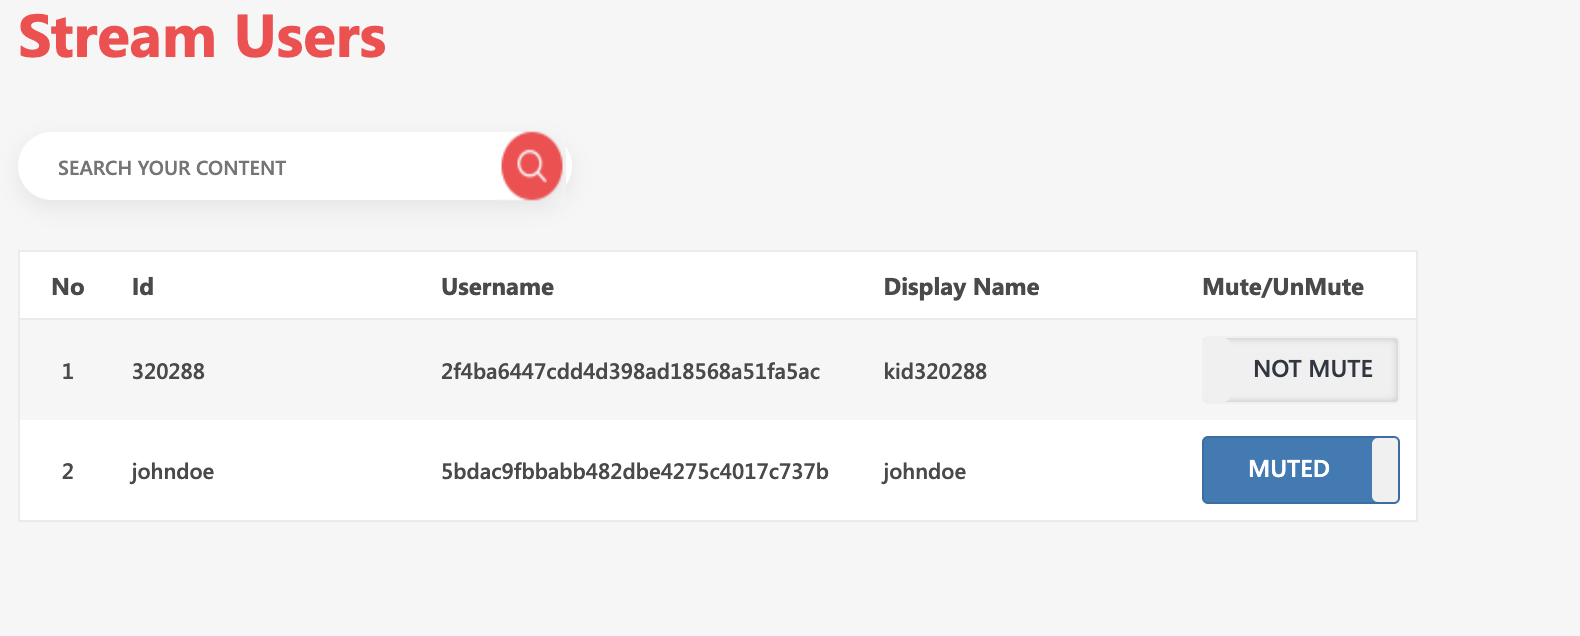 Stream Users
SEARCH YOUR CONTENT
No Id Username Display Name Mute/UnMute
1 320288 2f4ba6447cdd4d398ad18568a51fa5ac kid320288 NOT MUTE
2 johndoe 5bdac9fbbabb482dbe4275c4017c737b johndoe MUTED